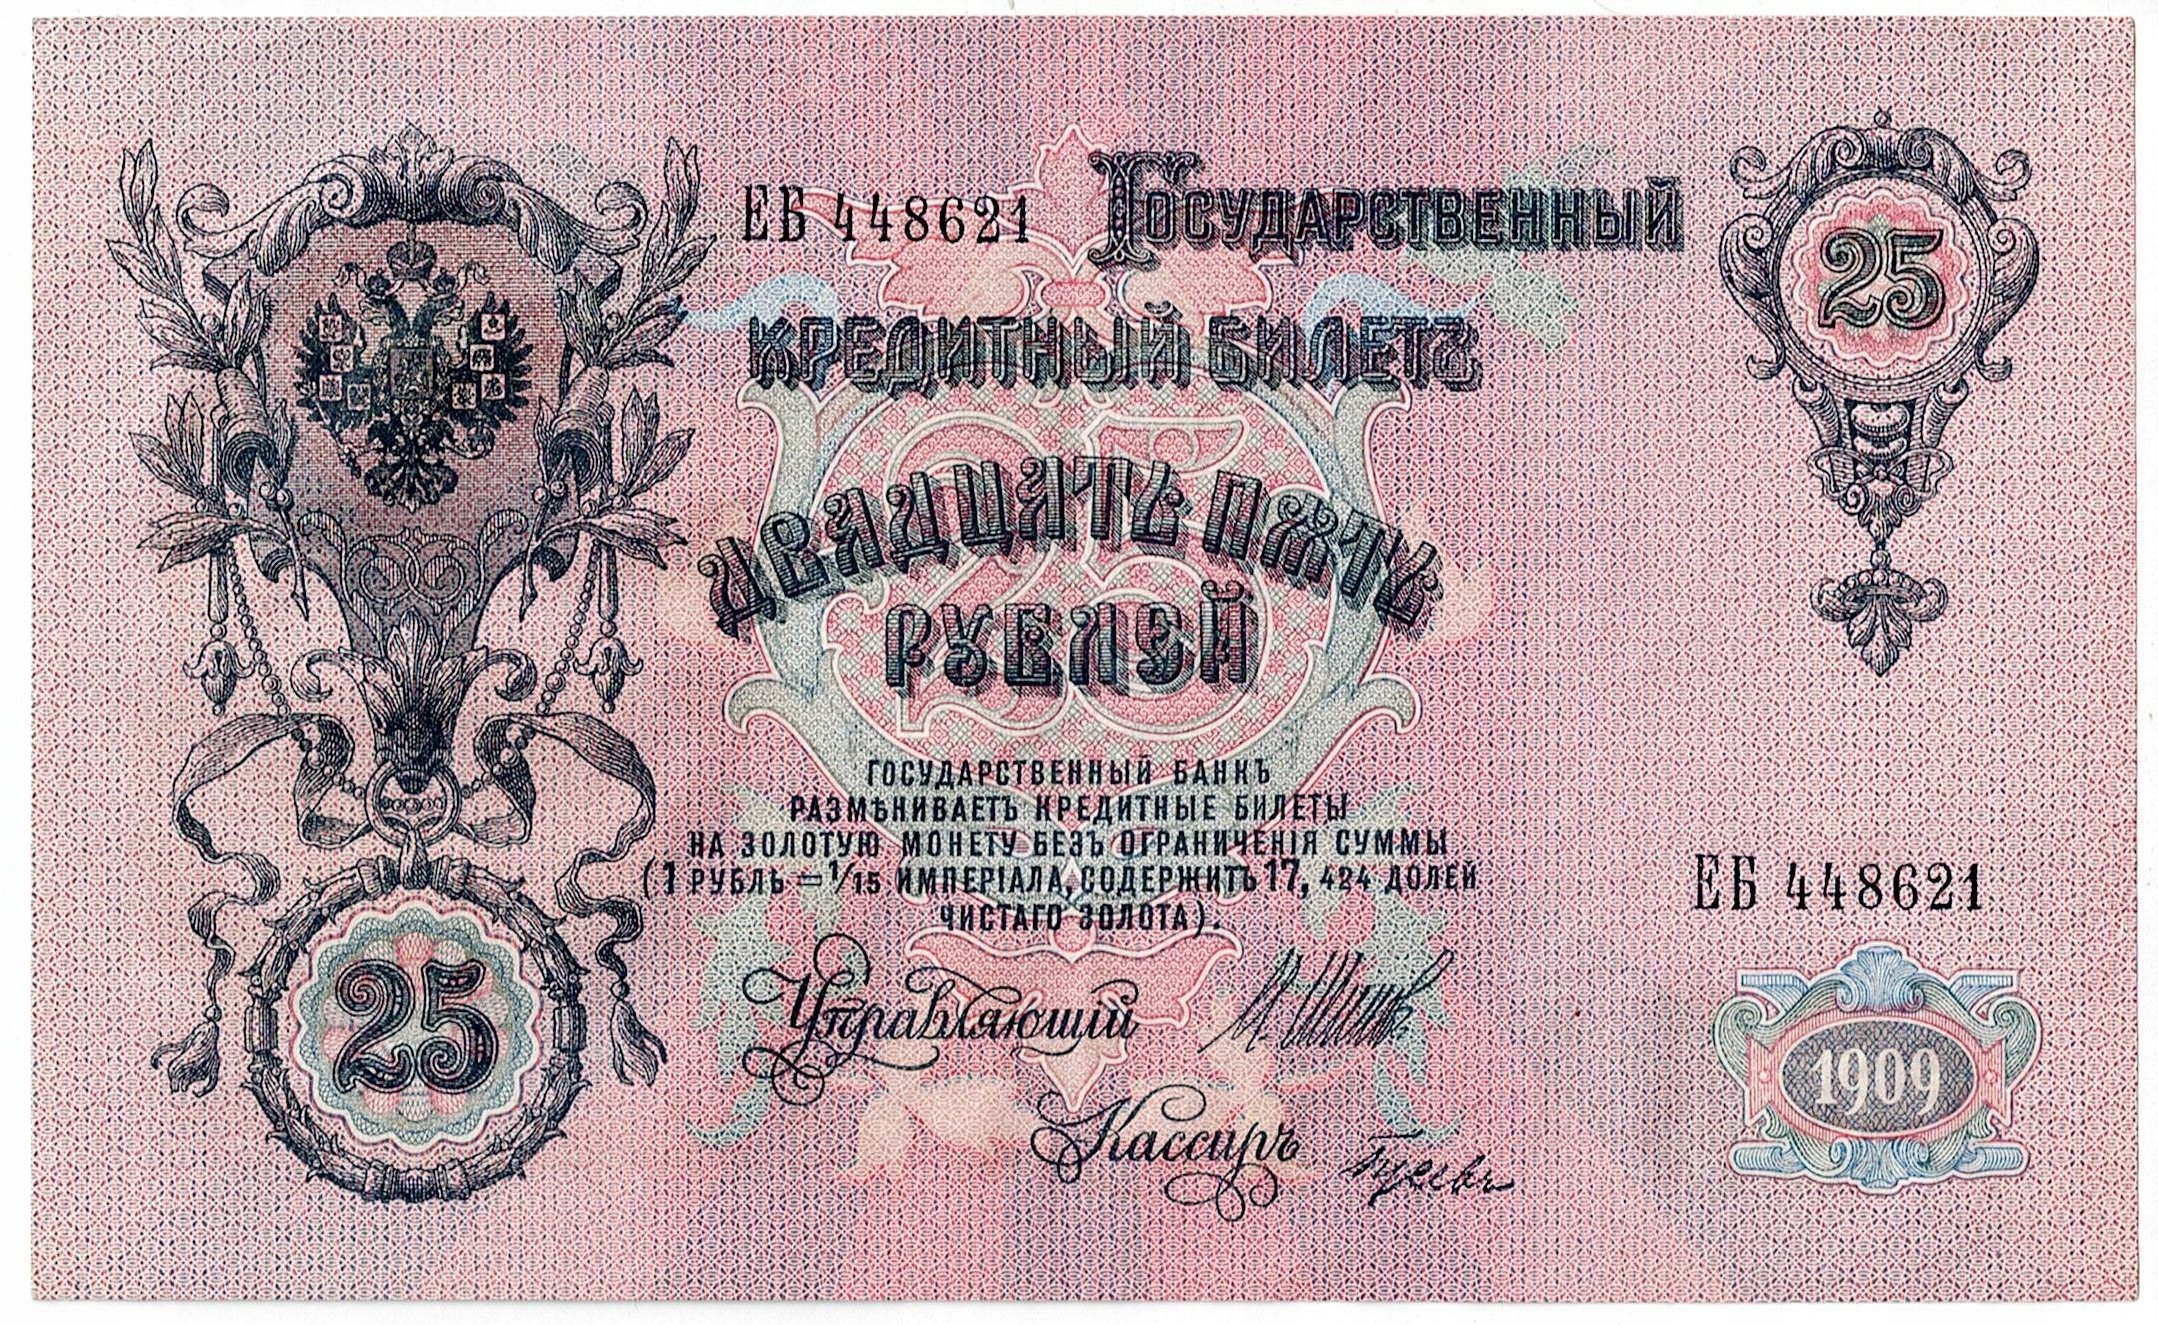 ЕБ 448621 ГОСУДАРСТВЕННЫЙ
25
КРЕДИТНЫЙ БИЛЕТЪ
25
ДВАДЦАТЬ ПЯТЬ
РУБЛЕЙ
ГОСУДАРСТВЕННЫЙ БАНКЪ
РАЗМѢНИВАЕТЪ КРЕДИТНЫЕ БИЛЕТЫ
НА ЗОЛОТУЮ МОНЕТУ БЕЗЪ ОГРАНИЧЕНІЯ СУММЫ
(1 РУБЛЬ = 1/15 ИМПЕРІАЛА, СОДЕРЖИТЪ 17, 424 ДОЛЕЙ
ЧИСТАГО ЗОЛОТА).
ЕБ 448621
25
Управляющій И. Шиповъ
1909
Кассиръ Гусевъ